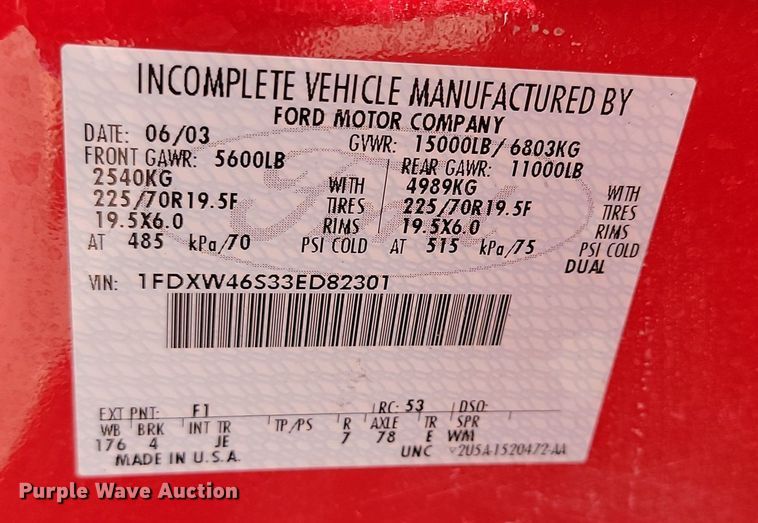 INCOMPLETE VEHICLE MANUFACTURED BY
FORD MOTOR COMPANY
DATE: 06/03 GVWR: 15000LB/ 6803KG
FRONT GAWR: 5600LB REAR GAWR: 11000LB
2540KG WITH 4989KG WITH
225/70R19.5F TIRES 225/70R19.5F TIRES
19.5X6.0 RIMS 19.5X6.0 RIMS
AT 485 kPa/70 PSI COLD AT 515 kPa/75 PSI COLD
DUAL
VIN: 1FDXW46S33ED82301
EXT PNT: F1 RC: 53 DSO:
WB BRK INT TR TP/PS R AXLE TR SPR
176 4 JE 7 78 E WM
MADE IN U.S.A. UNC 2U5A-1520472-AA
Ford
Purple Wave Auction